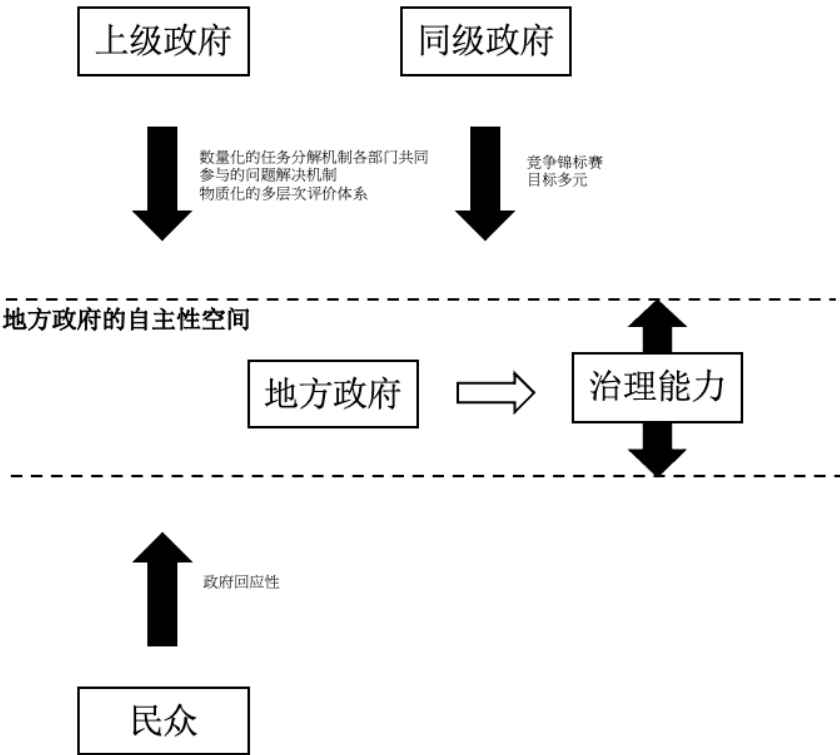 上级政府
同级政府
数量化的任务分解机制各部门共同
参与的问题解决机制
物质化的多层次评价体系
竞争锦标赛
目标多元
地方政府的自主性空间
地方政府
治理能力
政府回应性
民众